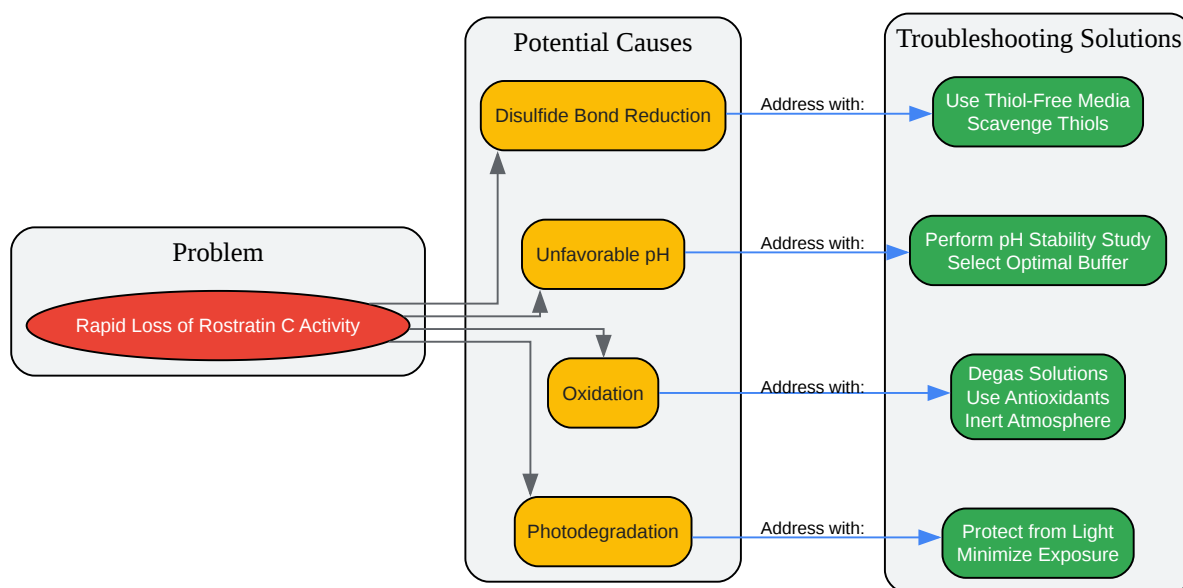 Problem
Rapid Loss of Rostratin C Activity
Potential Causes
Disulfide Bond Reduction
Unfavorable pH
Oxidation
Photodegradation
Address with:
Address with:
Address with:
Address with:
Troubleshooting Solutions
Use Thiol-Free Media
Scavenge Thiols
Perform pH Stability Study
Select Optimal Buffer
Degas Solutions
Use Antioxidants
Inert Atmosphere
Protect from Light
Minimize Exposure